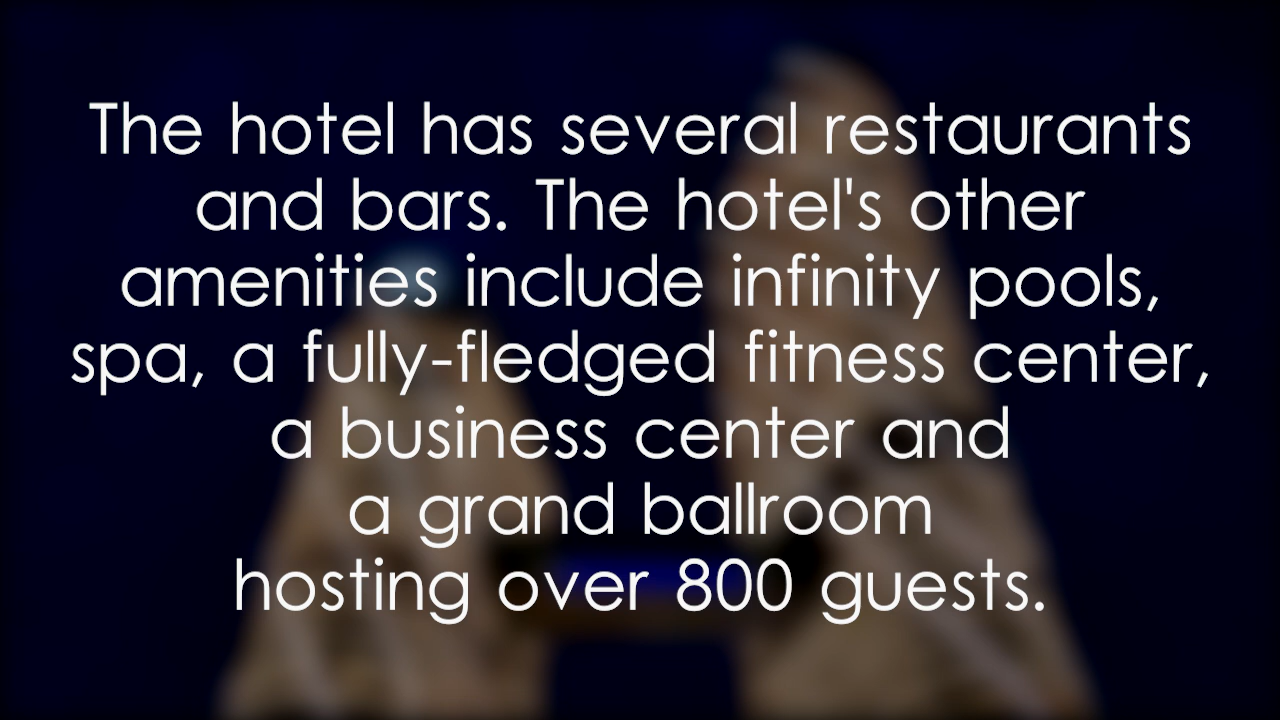 The hotel has several restaurants
and bars. The hotel's other
amenities include infinity pools,
spa, a fully-fledged fitness center,
a business center and
a grand ballroom
hosting over 800 guests.